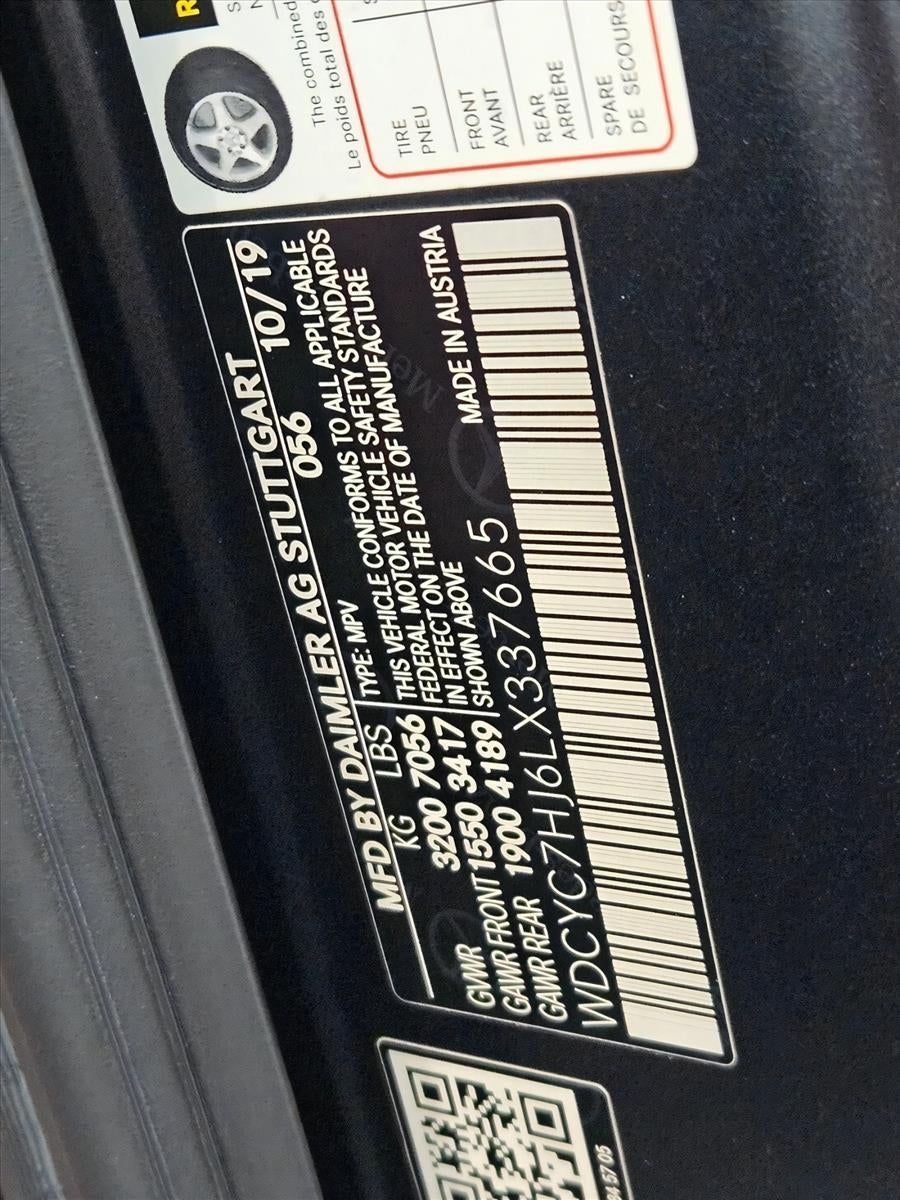 MFD BY DAIMLER AG STUTTGART 10/19
KG LBS 056
GVWR 3200 7056
GAWR FRONT 1550 3417
GAWR REAR 1900 4189
TYPE: MPV
THIS VEHICLE CONFORMS TO ALL APPLICABLE
FEDERAL MOTOR VEHICLE SAFETY STANDARDS
IN EFFECT ON THE DATE OF MANUFACTURE
SHOWN ABOVE MADE IN AUSTRIA
WDCYC7HJ6LX337665
The combined
Le poids total des
TIRE
PNEU
FRONT
AVANT
REAR
ARRIÈRE
SPARE
DE SECOURS